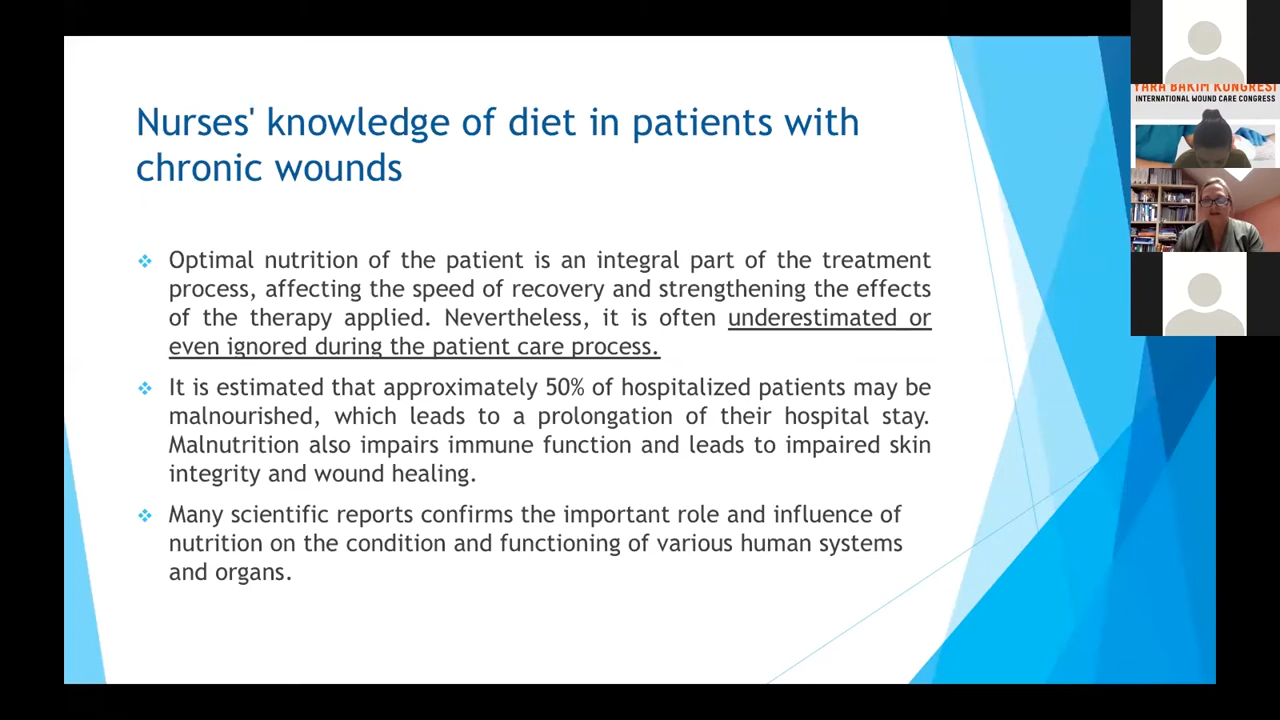 Nurses' knowledge of diet in patients with
chronic wounds
Optimal nutrition of the patient is an integral part of the treatment
process, affecting the speed of recovery and strengthening the effects
of the therapy applied. Nevertheless, it is often underestimated or
even ignored during the patient care process.
It is estimated that approximately 50% of hospitalized patients may be
malnourished, which leads to a prolongation of their hospital stay.
Malnutrition also impairs immune function and leads to impaired skin
integrity and wound healing.
Many scientific reports confirms the important role and influence of
nutrition on the condition and functioning of various human systems
and organs.
YARA BAKIM KONGRESİ
INTERNATIONAL WOUND CARE CONGRESS